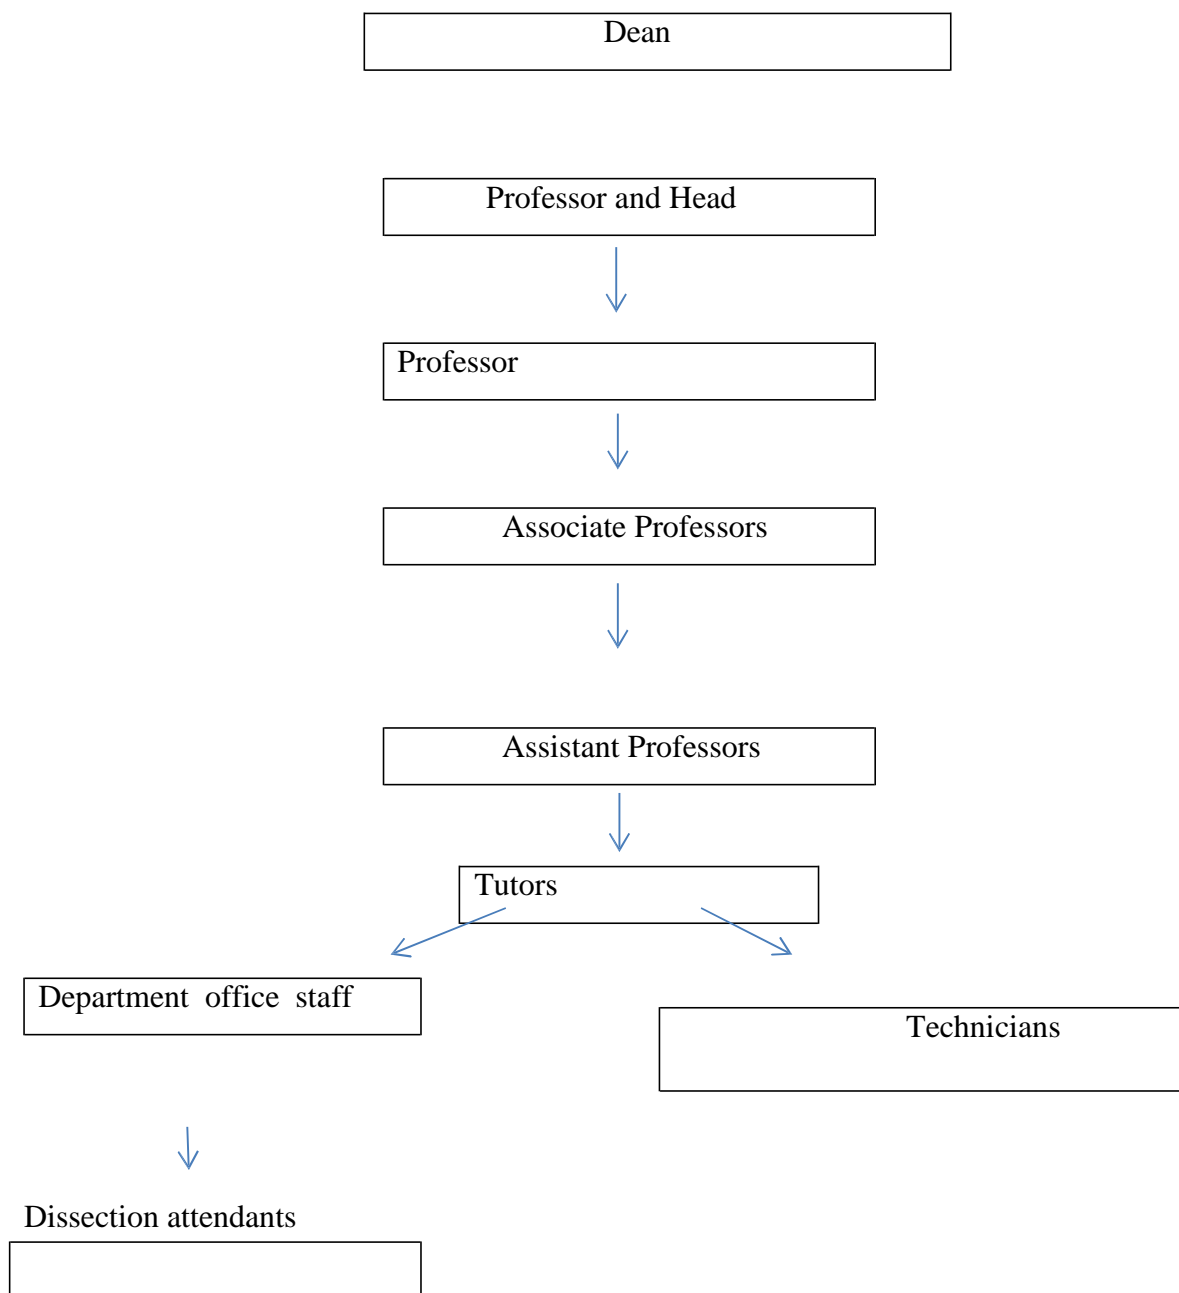 Dean
Professor and Head
Professor
Associate Professors
Assistant Professors
Tutors
Department office staff
Technicians
Dissection attendants